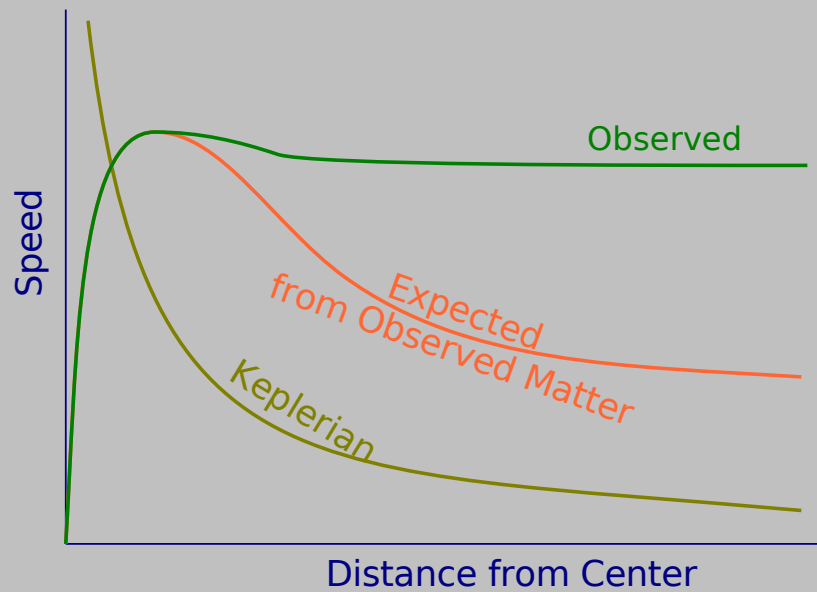 Observed
Speed
Expected
from Observed Matter
Keplerian
Distance from Center